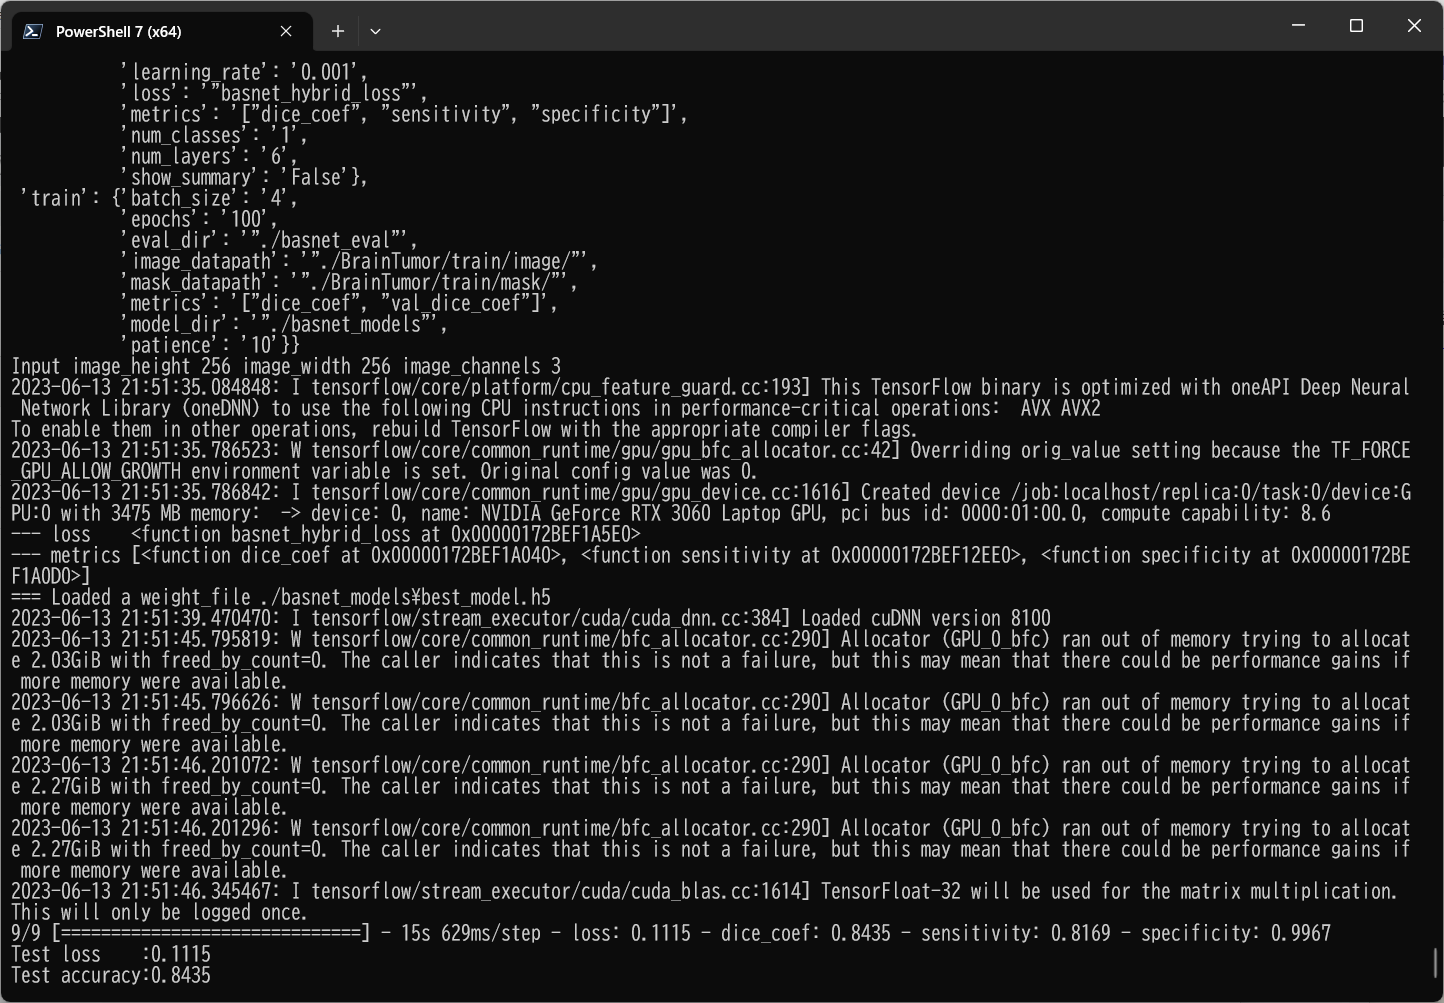 PowerShell 7 (x64)
'learning_rate': '0.001',
'loss': '"basnet_hybrid_loss"',
'metrics': '["dice_coef", "sensitivity", "specificity"]',
'num_classes': '1',
'num_layers': '6',
'show_summary': 'False'},
'train': {'batch_size': '4',
'epochs': '100',
'eval_dir': '"./basnet_eval"',
'image_datapath': '"./BrainTumor/train/image/"',
'mask_datapath': '"./BrainTumor/train/mask/"',
'metrics': '["dice_coef", "val_dice_coef"]',
'model_dir': '"./basnet_models"',
'patience': '10'}}
Input image_height 256 image_width 256 image_channels 3
2023-06-13 21:51:35.084848: I tensorflow/core/platform/cpu_feature_guard.cc:193] This TensorFlow binary is optimized with oneAPI Deep Neural
Network Library (oneDNN) to use the following CPU instructions in performance-critical operations:  AVX AVX2
To enable them in other operations, rebuild TensorFlow with the appropriate compiler flags.
2023-06-13 21:51:35.786523: W tensorflow/core/common_runtime/gpu/gpu_bfc_allocator.cc:42] Overriding orig_value setting because the TF_FORCE
_GPU_ALLOW_GROWTH environment variable is set. Original config value was 0.
2023-06-13 21:51:35.786842: I tensorflow/core/common_runtime/gpu/gpu_device.cc:1616] Created device /job:localhost/replica:0/task:0/device:G
PU:0 with 3475 MB memory:  -> device: 0, name: NVIDIA GeForce RTX 3060 Laptop GPU, pci bus id: 0000:01:00.0, compute capability: 8.6
--- loss    <function basnet_hybrid_loss at 0x00000172BEF1A5E0>
--- metrics [<function dice_coef at 0x00000172BEF1A040>, <function sensitivity at 0x00000172BEF12EE0>, <function specificity at 0x00000172BE
F1A0D0>]
=== Loaded a weight_file ./basnet_models¥best_model.h5
2023-06-13 21:51:39.470470: I tensorflow/stream_executor/cuda/cuda_dnn.cc:384] Loaded cuDNN version 8100
2023-06-13 21:51:45.795819: W tensorflow/core/common_runtime/bfc_allocator.cc:290] Allocator (GPU_0_bfc) ran out of memory trying to allocat
e 2.03GiB with freed_by_count=0. The caller indicates that this is not a failure, but this may mean that there could be performance gains if
more memory were available.
2023-06-13 21:51:45.796626: W tensorflow/core/common_runtime/bfc_allocator.cc:290] Allocator (GPU_0_bfc) ran out of memory trying to allocat
e 2.03GiB with freed_by_count=0. The caller indicates that this is not a failure, but this may mean that there could be performance gains if
more memory were available.
2023-06-13 21:51:46.201072: W tensorflow/core/common_runtime/bfc_allocator.cc:290] Allocator (GPU_0_bfc) ran out of memory trying to allocat
e 2.27GiB with freed_by_count=0. The caller indicates that this is not a failure, but this may mean that there could be performance gains if
more memory were available.
2023-06-13 21:51:46.201296: W tensorflow/core/common_runtime/bfc_allocator.cc:290] Allocator (GPU_0_bfc) ran out of memory trying to allocat
e 2.27GiB with freed_by_count=0. The caller indicates that this is not a failure, but this may mean that there could be performance gains if
more memory were available.
2023-06-13 21:51:46.345467: I tensorflow/stream_executor/cuda/cuda_blas.cc:1614] TensorFloat-32 will be used for the matrix multiplication.
This will only be logged once.
9/9 [==============================] - 15s 629ms/step - loss: 0.1115 - dice_coef: 0.8435 - sensitivity: 0.8169 - specificity: 0.9967
Test loss    :0.1115
Test accuracy:0.8435